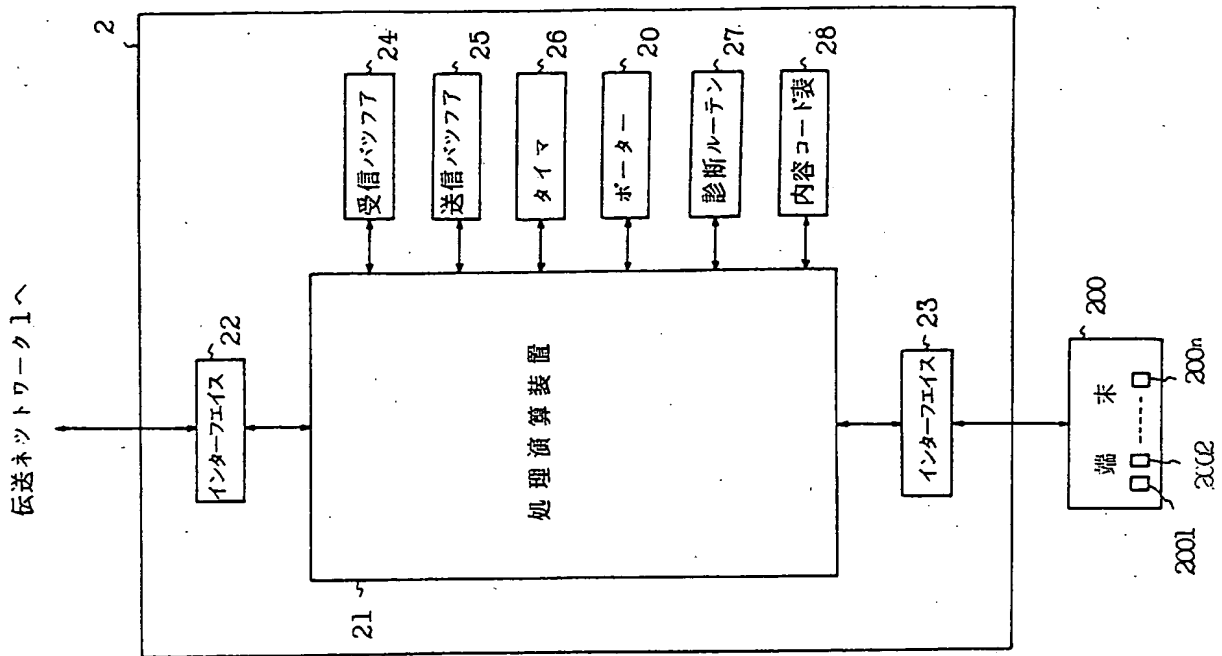 伝送ネットワーク1へ
2
インターフェイス
22
処理演算装置
21
受信バッフア
24
送信バッフア
25
タイマ
26
ポーター
20
診断ルーテン
27
内容コード表
28
インターフェイス
23
端末
200
2001
2002
200n